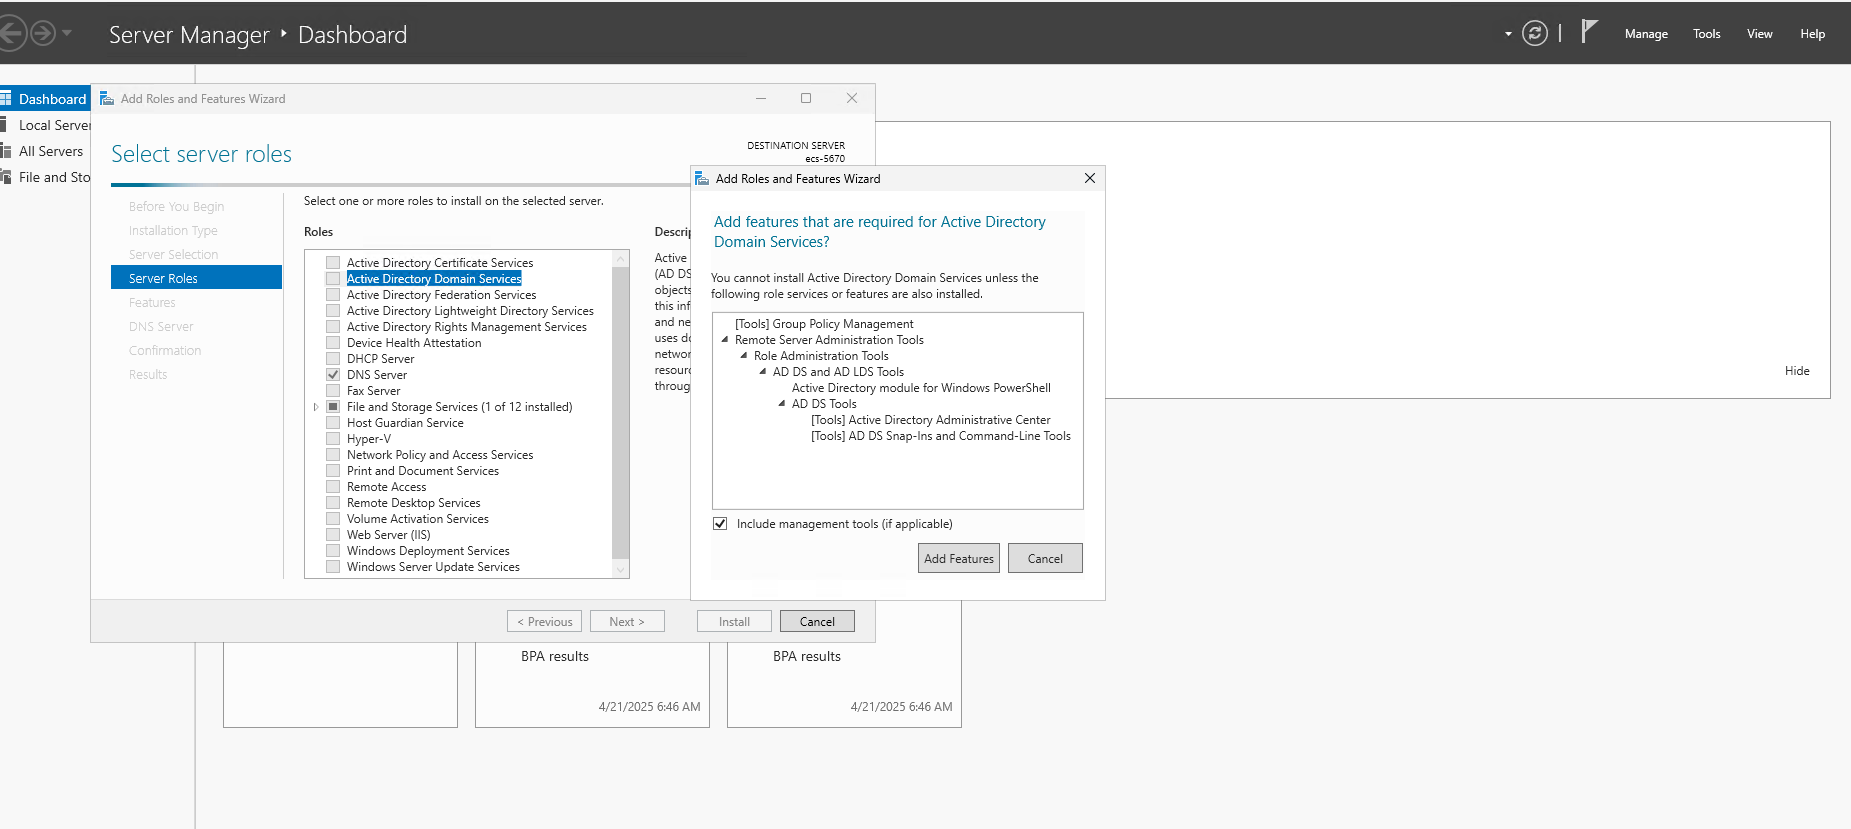 Server Manager ‣ Dashboard
Manage
Tools
View
Help
Dashboard
Local Server
All Servers
File and Sto
Add Roles and Features Wizard
Select server roles
DESTINATION SERVER
ecs-5670
Before You Begin
Installation Type
Server Selection
Server Roles
Features
DNS Server
Confirmation
Results
Select one or more roles to install on the selected server.
Roles
Active Directory Certificate Services
Active Directory Domain Services
Active Directory Federation Services
Active Directory Lightweight Directory Services
Active Directory Rights Management Services
Device Health Attestation
DHCP Server
DNS Server
Fax Server
File and Storage Services (1 of 12 installed)
Host Guardian Service
Hyper-V
Network Policy and Access Services
Print and Document Services
Remote Access
Remote Desktop Services
Volume Activation Services
Web Server (IIS)
Windows Deployment Services
Windows Server Update Services
Descrip
Active
(AD DS
objects
this inf
and ne
uses do
networ
resourc
throug
< Previous
Next >
Install
Cancel
Add Roles and Features Wizard
Add features that are required for Active Directory
Domain Services?
You cannot install Active Directory Domain Services unless the
following role services or features are also installed.
[Tools] Group Policy Management
Remote Server Administration Tools
Role Administration Tools
AD DS and AD LDS Tools
Active Directory module for Windows PowerShell
AD DS Tools
[Tools] Active Directory Administrative Center
[Tools] AD DS Snap-Ins and Command-Line Tools
Include management tools (if applicable)
Add Features
Cancel
Hide
BPA results
4/21/2025 6:46 AM
BPA results
4/21/2025 6:46 AM